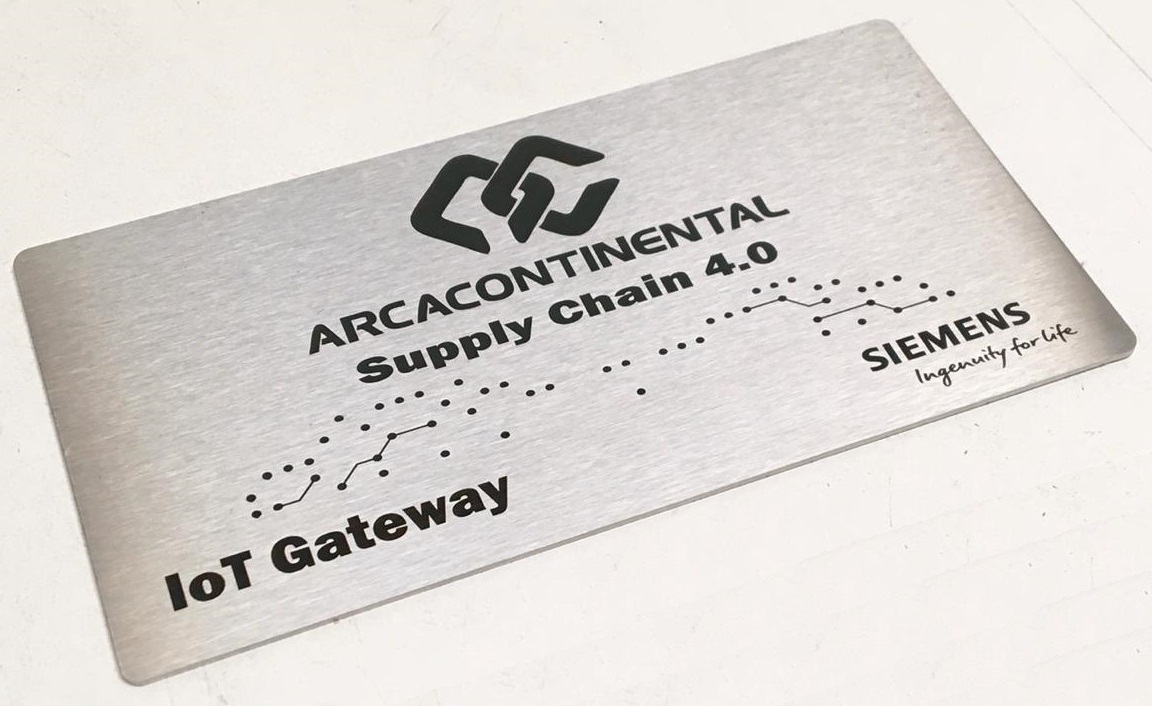 ARCACONTINENTAL
Supply Chain 4.0
SIEMENS
Ingenuity for life
IoT Gateway